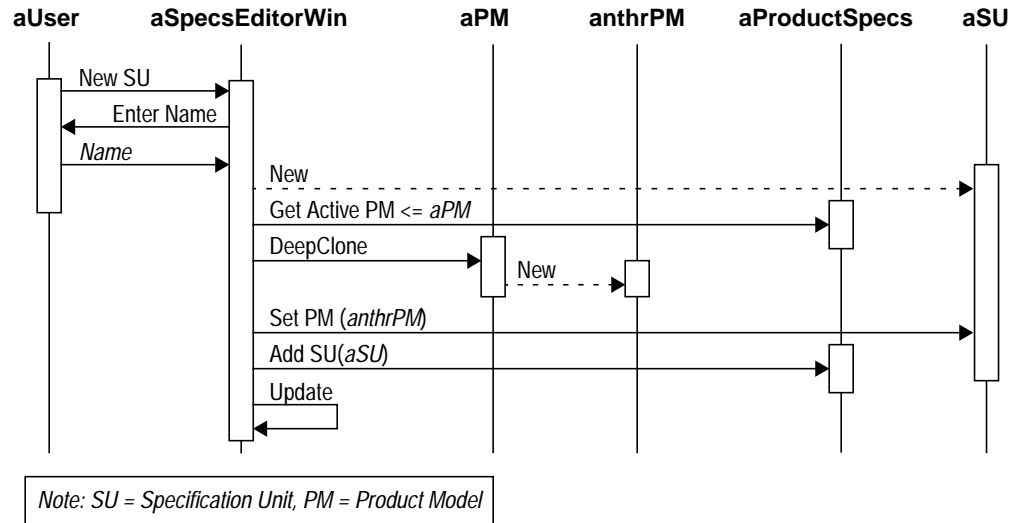 aUser aSpecsEditorWin aPM anthrPM aProductSpecs aSU
New SU
Enter Name
Name
New
Get Active PM <= aPM
DeepClone
New
Set PM (anthrPM)
Add SU(aSU)
Update
Note: SU = Specification Unit, PM = Product Model